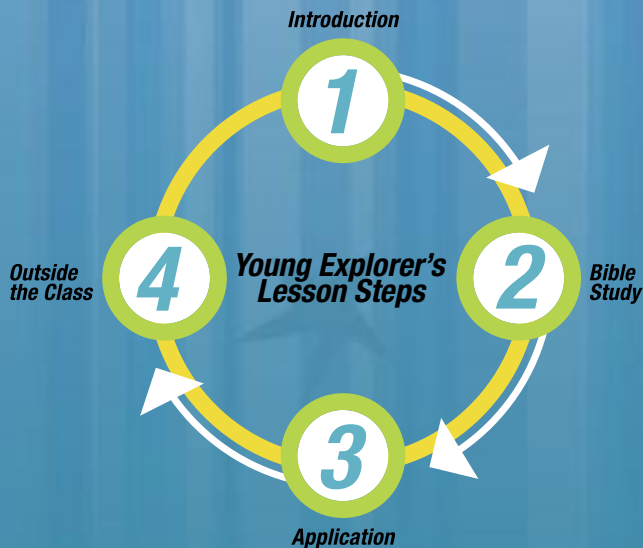 Introduction
1
Young Explorer's
Lesson Steps
2
Bible
Study
3
Application
4
Outside
the Class